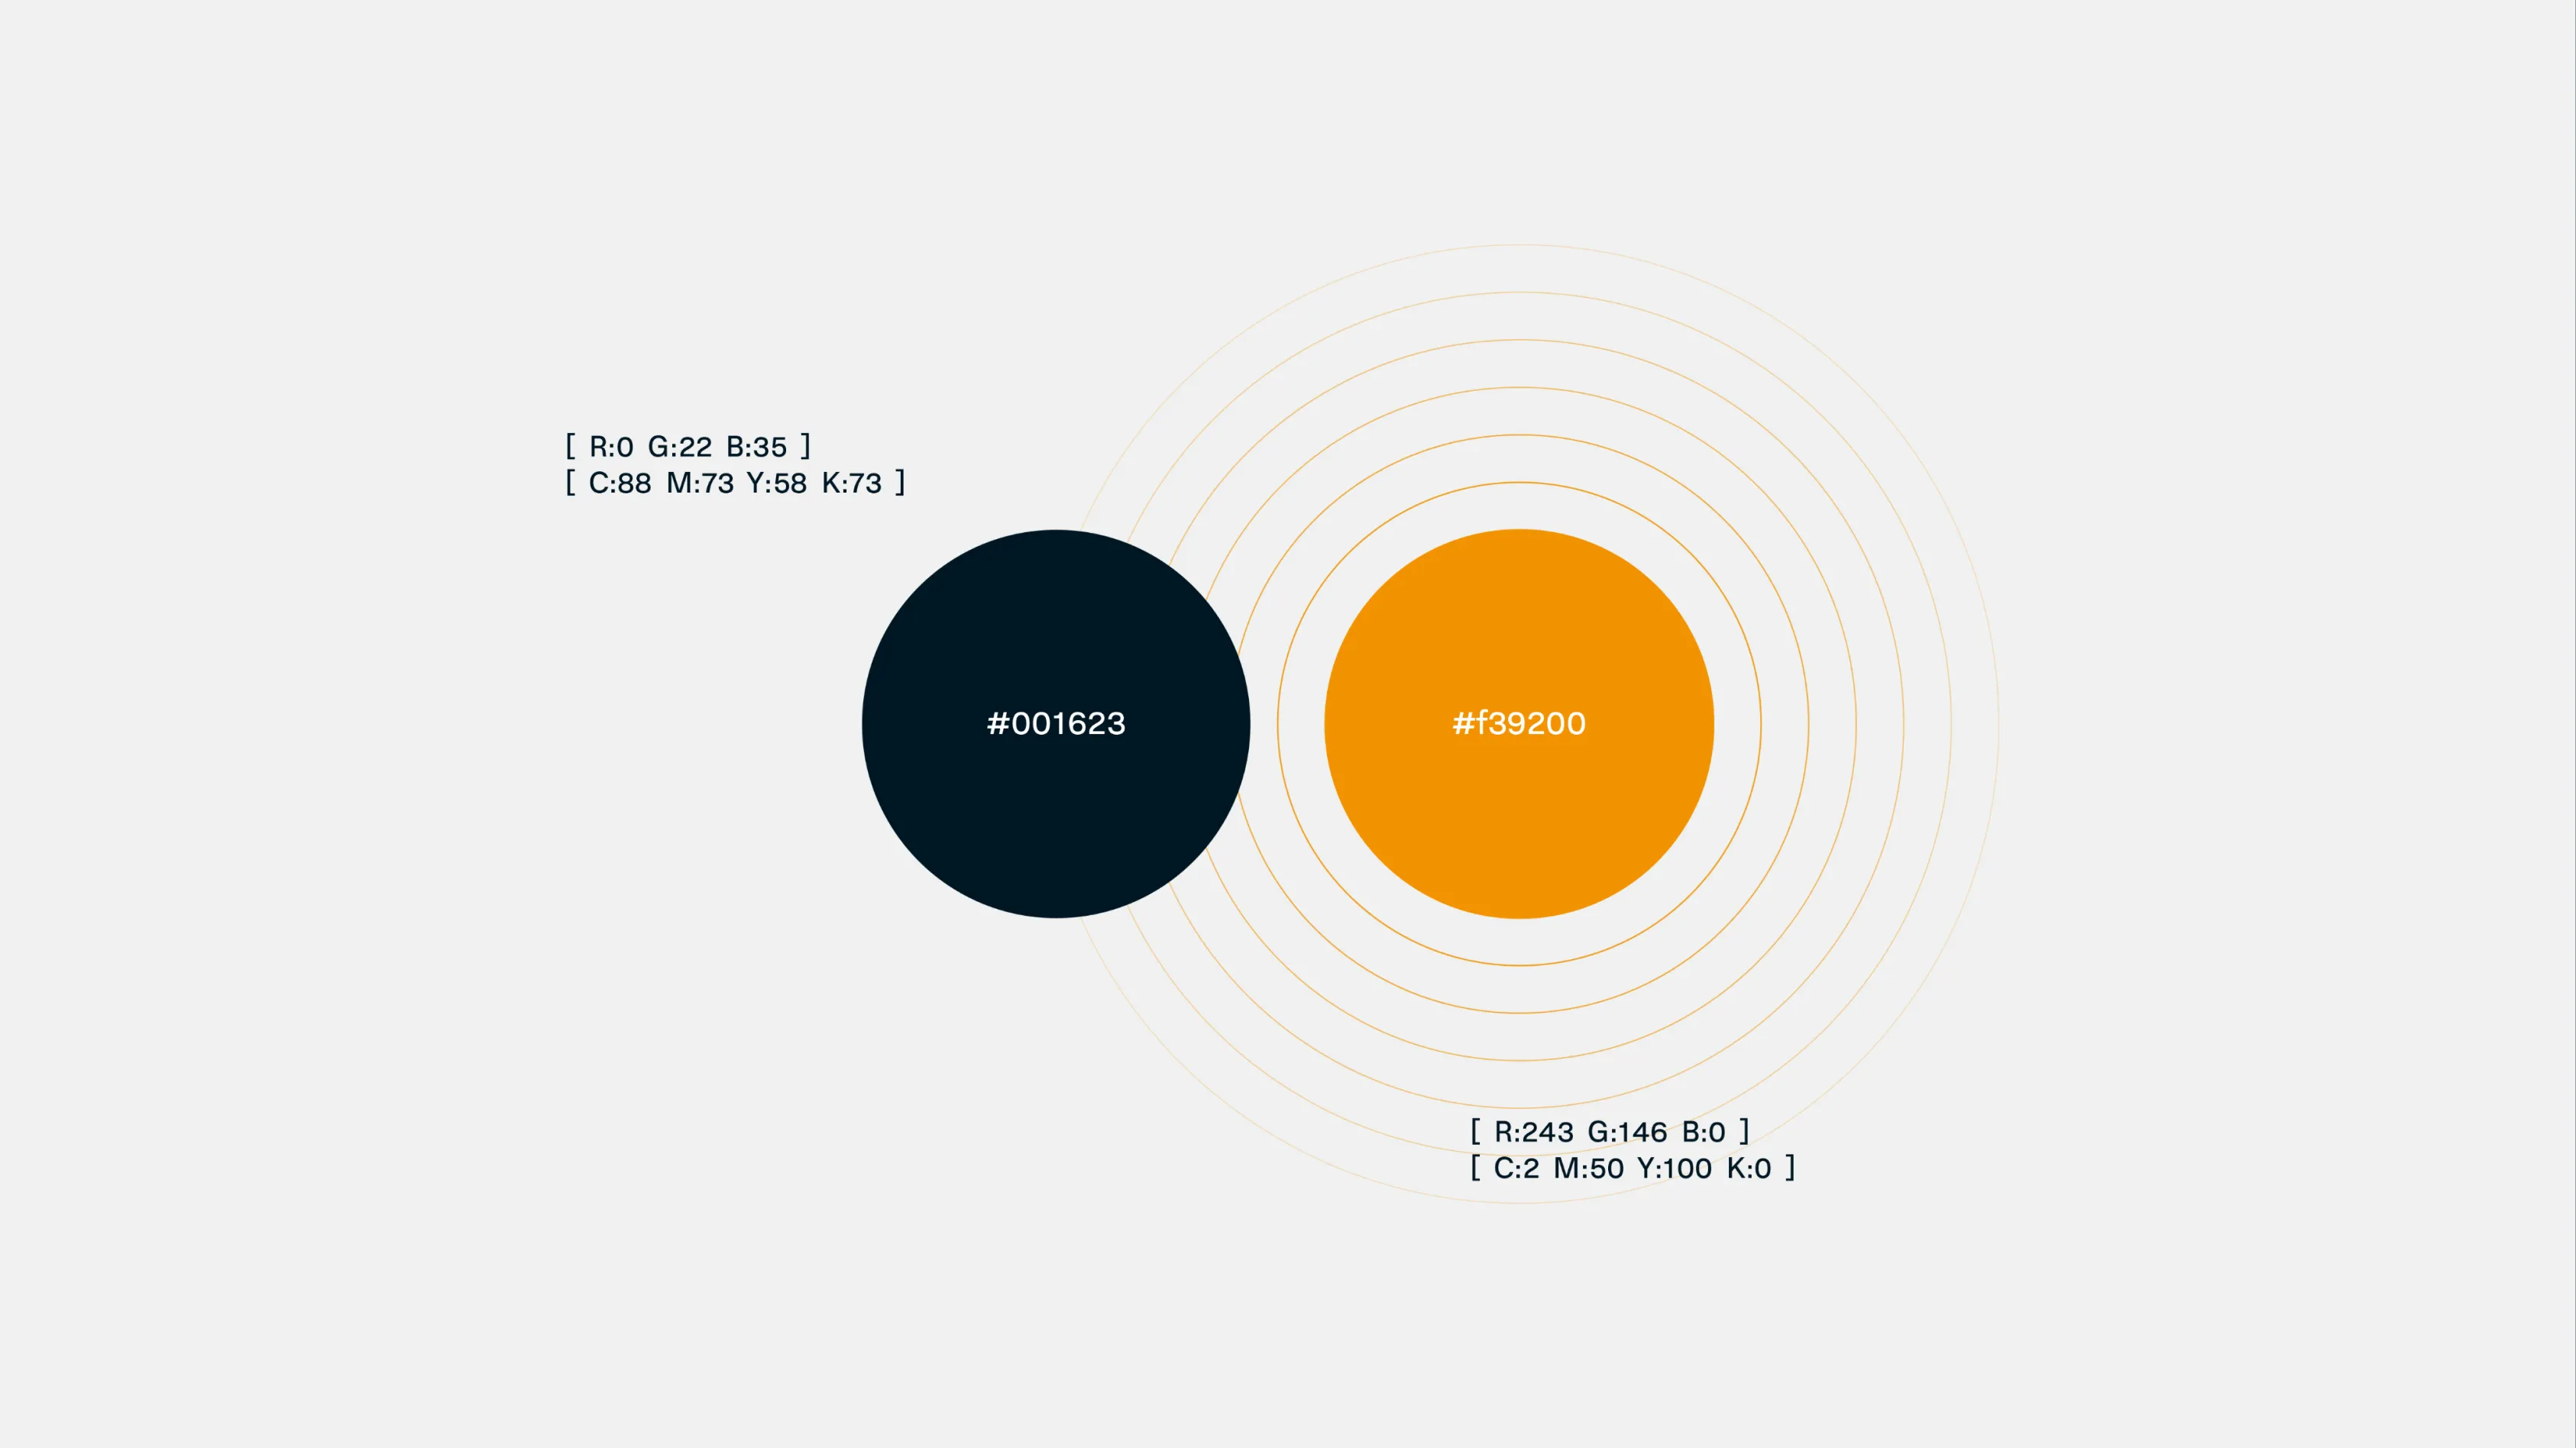 [ R:0 G:22 B:35 ]
[ C:88 M:73 Y:58 K:73 ]
#001623
#f39200
[ R:243 G:146 B:0 ]
[ C:2 M:50 Y:100 K:0 ]